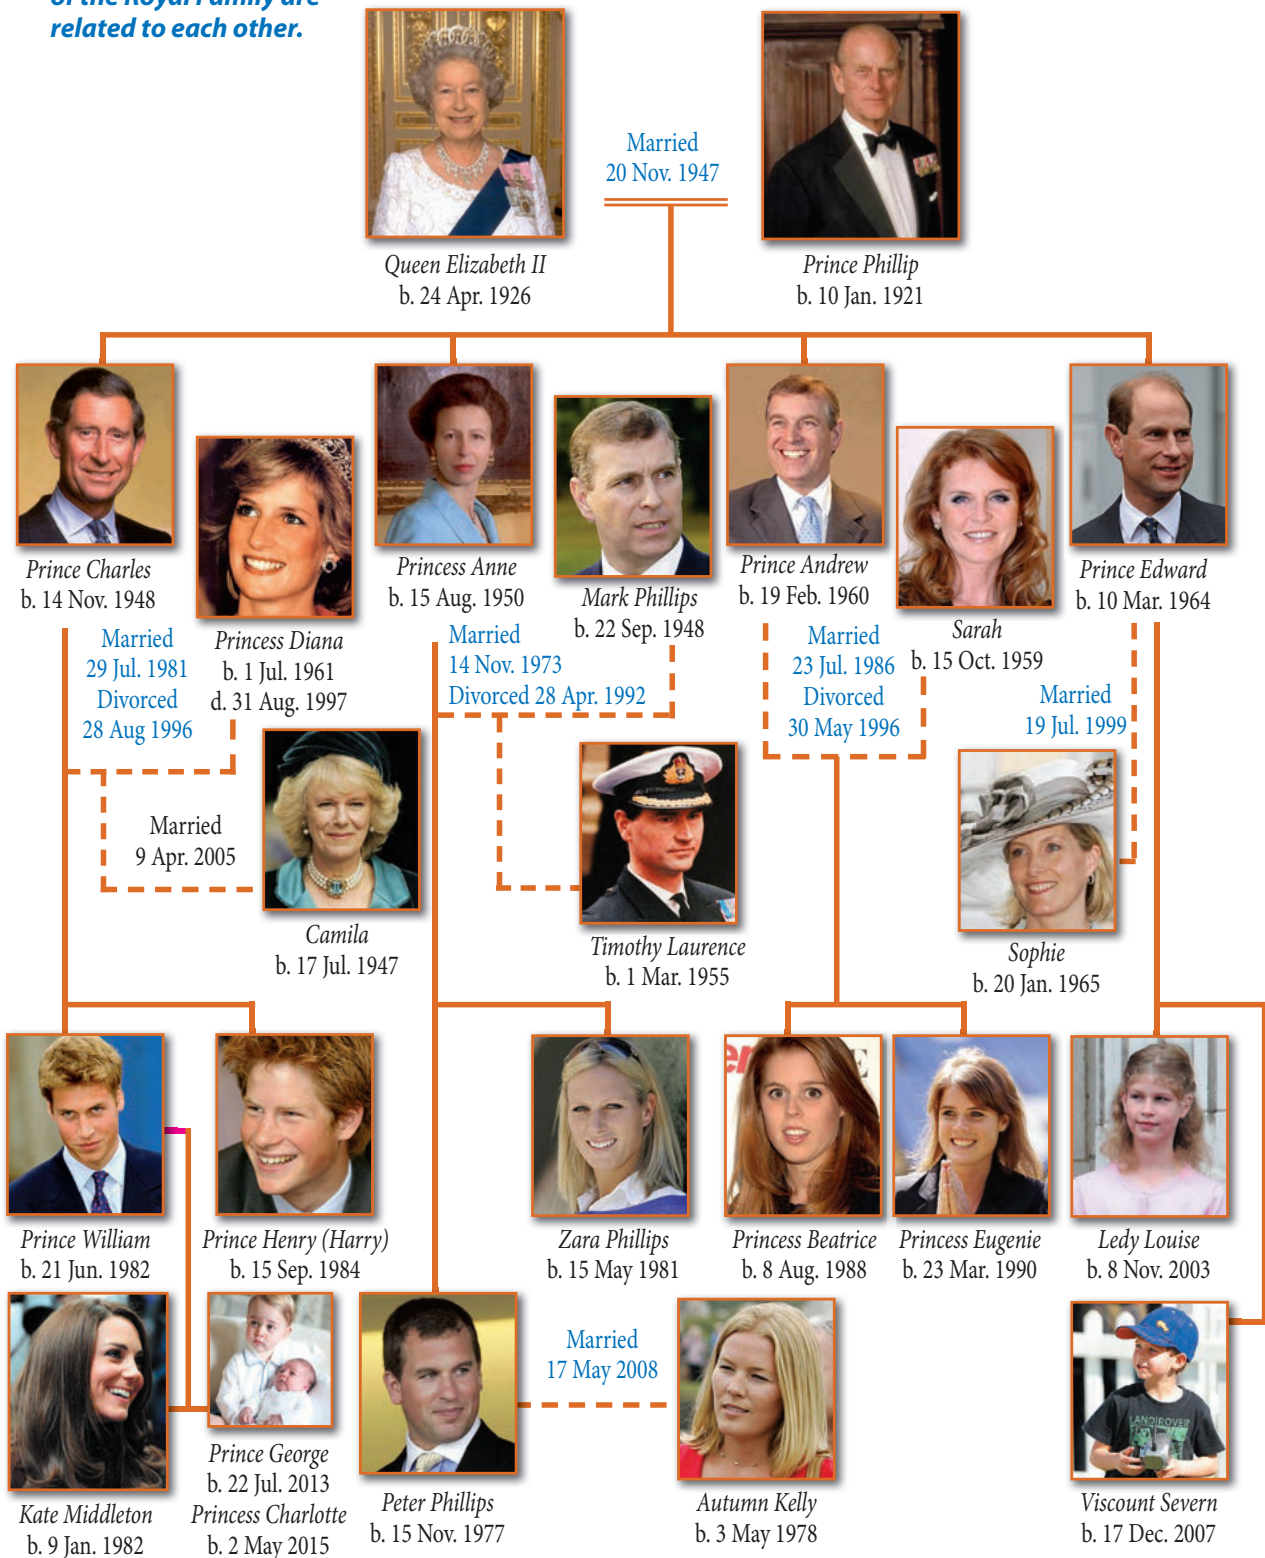 of the Royal Family are
related to each other.
Married
20 Nov. 1947
Queen Elizabeth II
b. 24 Apr. 1926
Prince Phillip
b. 10 Jan. 1921
Prince Charles
b. 14 Nov. 1948
Married
29 Jul. 1981
Divorced
28 Aug 1996
Princess Diana
b. 1 Jul. 1961
d. 31 Aug. 1997
Princess Anne
b. 15 Aug. 1950
Married
14 Nov. 1973
Divorced 28 Apr. 1992
Mark Phillips
b. 22 Sep. 1948
Prince Andrew
b. 19 Feb. 1960
Married
23 Jul. 1986
Divorced
30 May 1996
Sarah
b. 15 Oct. 1959
Prince Edward
b. 10 Mar. 1964
Married
19 Jul. 1999
Married
9 Apr. 2005
Camila
b. 17 Jul. 1947
Timothy Laurence
b. 1 Mar. 1955
Sophie
b. 20 Jan. 1965
Prince William
b. 21 Jun. 1982
Prince Henry (Harry)
b. 15 Sep. 1984
Zara Phillips
b. 15 May 1981
er
E
Princess Beatrice
b. 8 Aug. 1988
Princess Eugenie
b. 23 Mar. 1990
Ledy Louise
b. 8 Nov. 2003
Kate Middleton
b. 9 Jan. 1982
Prince George
b. 22 Jul. 2013
Princess Charlotte
b. 2 May 2015
Peter Phillips
b. 15 Nov. 1977
Married
17 May 2008
Autumn Kelly
b. 3 May 1978
LANDROVER
Viscount Severn
b. 17 Dec. 2007